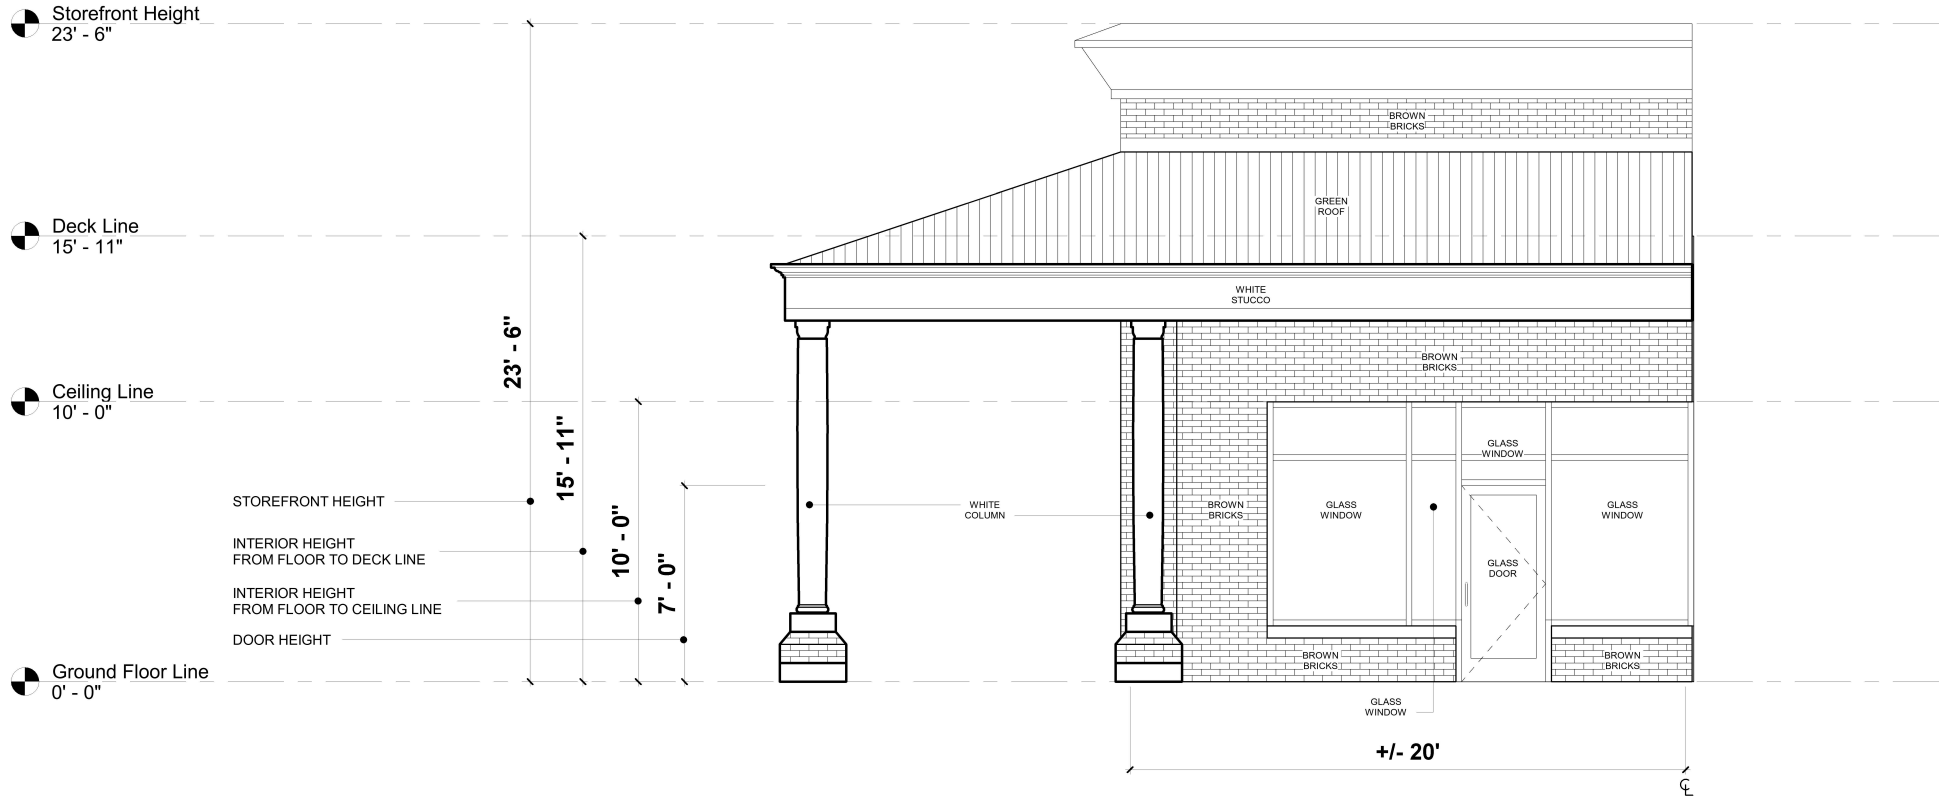 Storefront Height
23' - 6"
BROWN
BRICKS
GREEN
ROOF
Deck Line
15' - 11"
WHITE
STUCCO
23' - 6"
BROWN
BRICKS
Ceiling Line
10' - 0"
15' - 11"
GLASS
WINDOW
STOREFRONT HEIGHT
WHITE
COLUMN
BROWN
BRICKS
GLASS
WINDOW
GLASS
WINDOW
10' - 0"
INTERIOR HEIGHT
FROM FLOOR TO DECK LINE
7' - 0"
GLASS
DOOR
INTERIOR HEIGHT
FROM FLOOR TO CEILING LINE
DOOR HEIGHT
BROWN
BRICKS
BROWN
BRICKS
Ground Floor Line
0' - 0"
GLASS
WINDOW
+/- 20'
℄